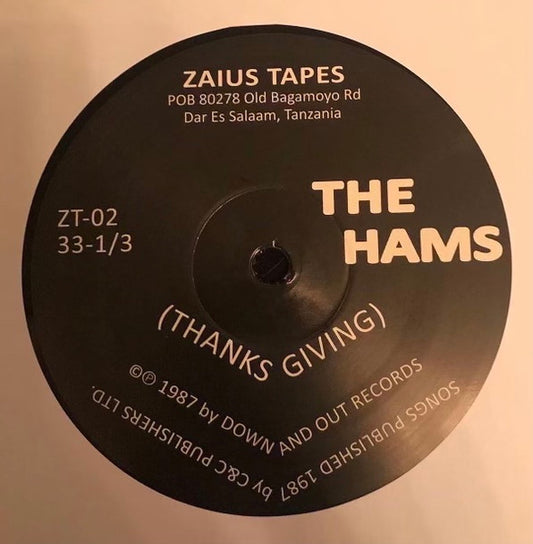 ZAIUS TAPES
POB 80278 Old Bagamoyo Rd
Dar Es Salaam, Tanzania
THE
HAMS
ZT-02
33-1/3
(THANKS GIVING)
©℗ 1987 by DOWN AND OUT RECORDS
SONGS PUBLISHED 1987 by C&C PUBLISHERS LTD.